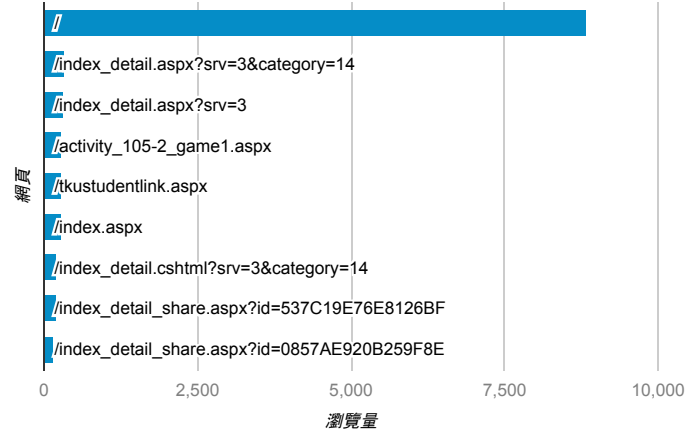 /
/index_detail.aspx?srv=3&category=14
/index_detail.aspx?srv=3
/activity_105-2_game1.aspx
/tkustudentlink.aspx
/index.aspx
/index_detail.cshtml?srv=3&category=14
/index_detail_share.aspx?id=537C19E76E8126BF
/index_detail_share.aspx?id=0857AE920B259F8E
網頁
0 2,500 5,000 7,500 10,000
瀏覽量